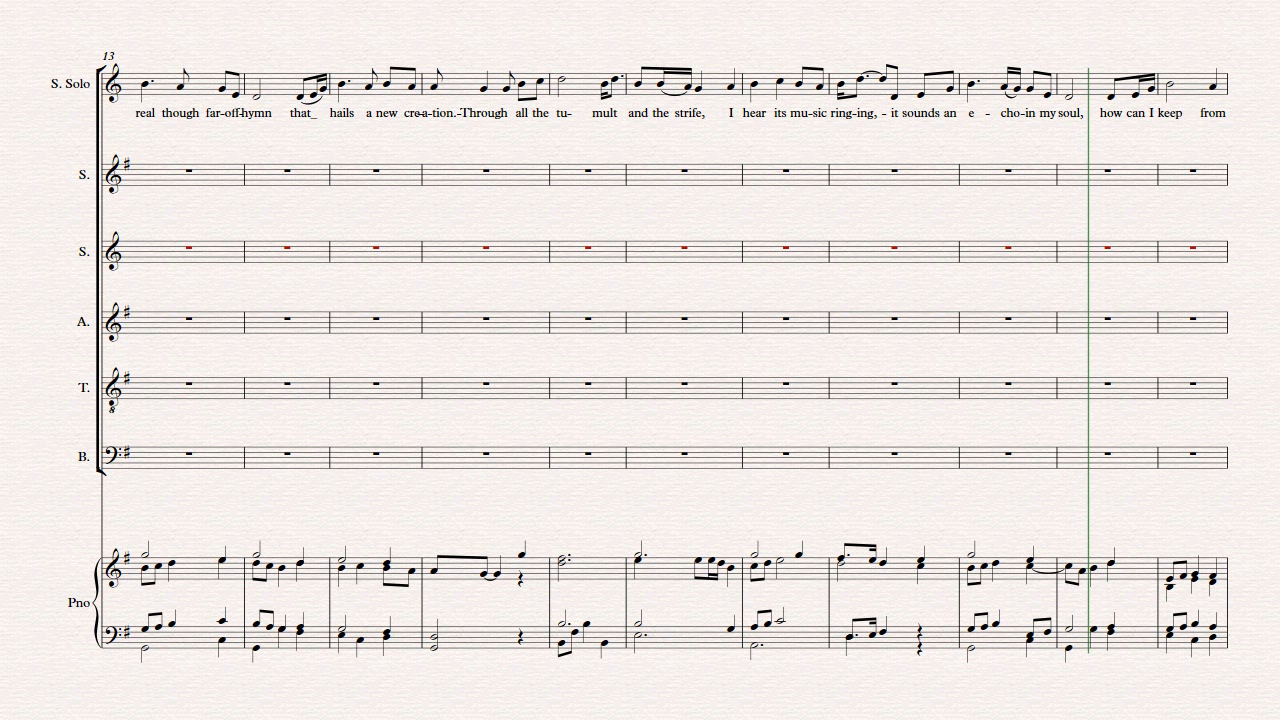 13
S. Solo
real though far-off-hymn that_ hails a new cre-a-tion.-Through all the tu- mult and the strife, I hear its mu-sic ring-ing, - it sounds an e - cho-in my soul, how can I keep from
S.
S.
A.
T.
8
B.
Pno